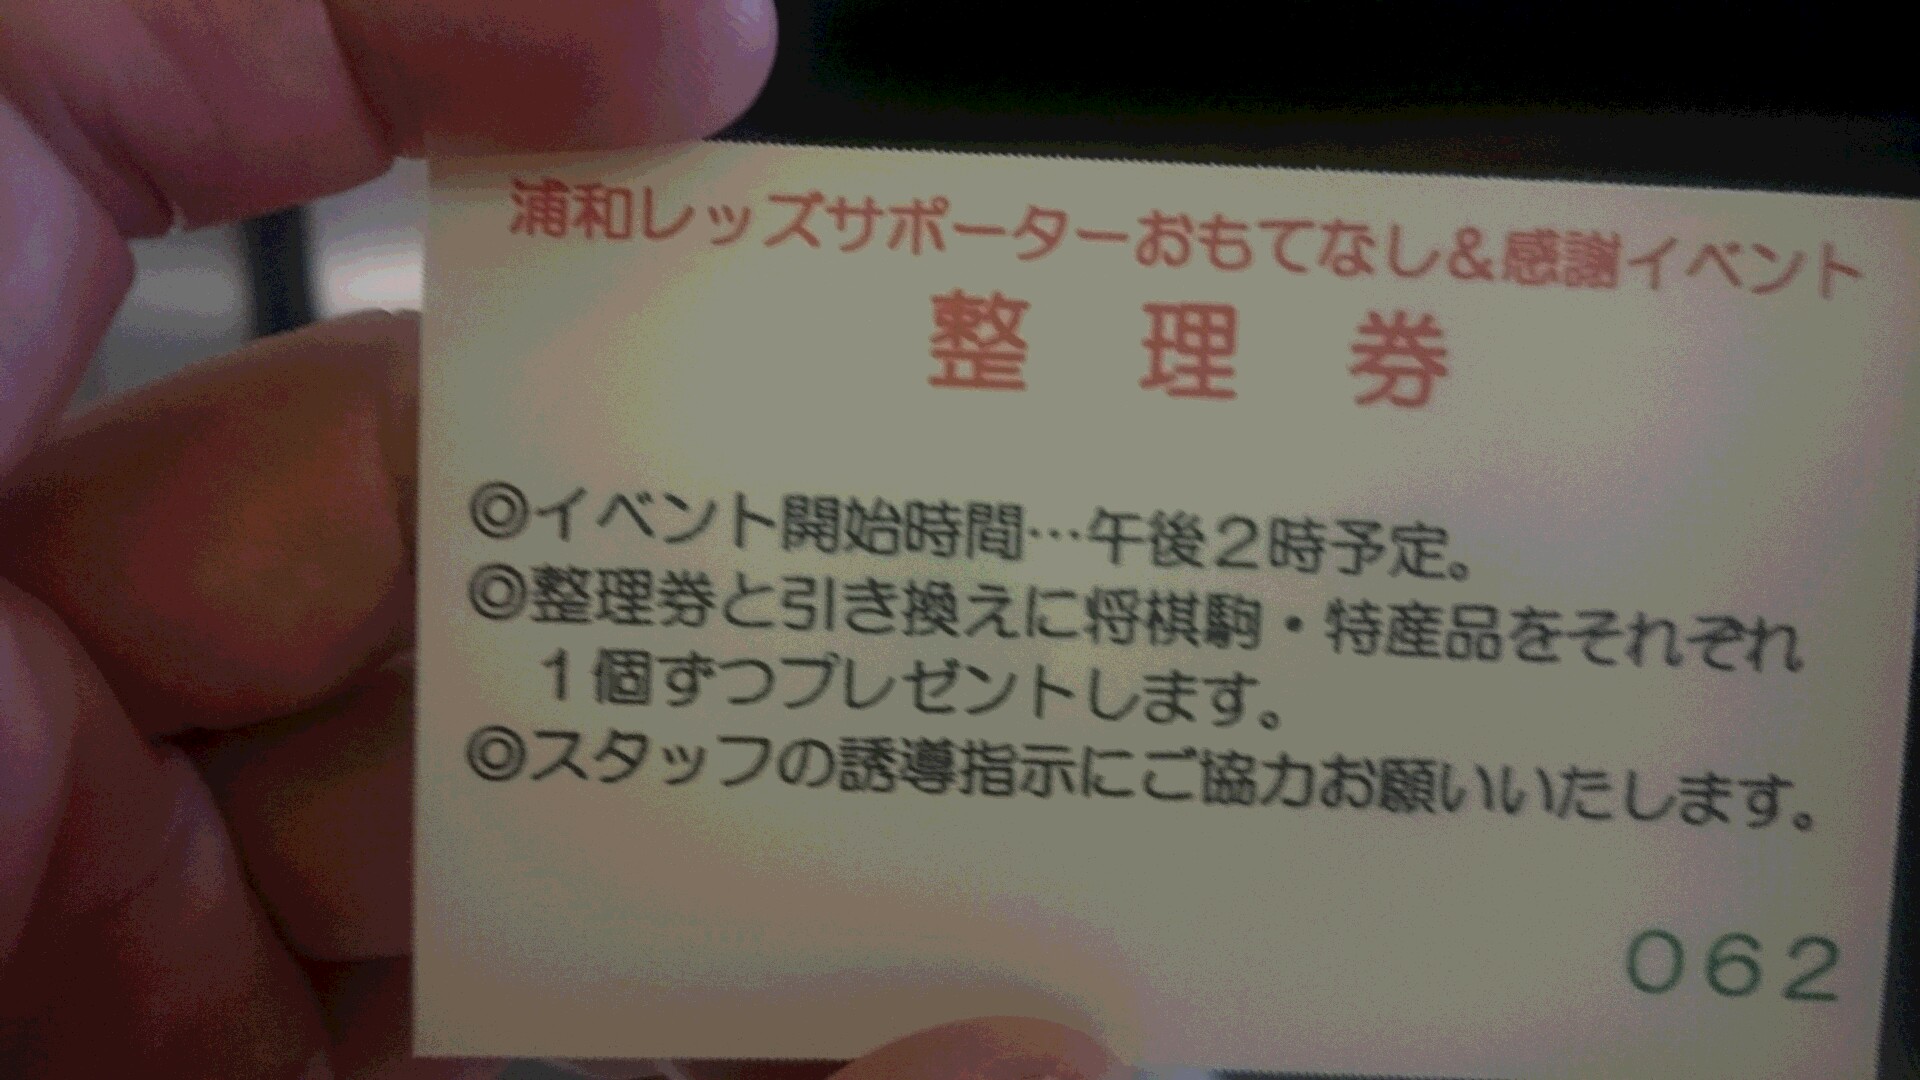 浦和レッズサポーターおもてなし＆感謝イベント
整理券
◎イベント開始時間…午後２時予定。
◎整理券と引き換えに将棋駒・特産品をそれぞれ
１個ずつプレゼントします。
◎スタッフの誘導指示にご協力お願いいたします。
０６２